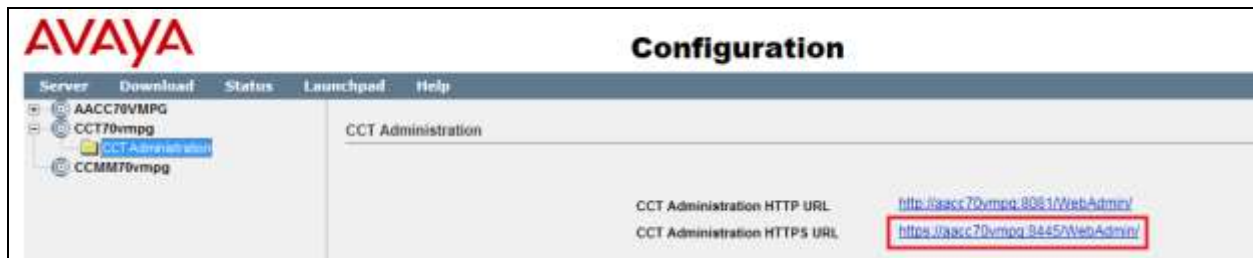 AVAYA
Configuration
Server Download Status Launchpad Help
AACC70VMPG
CCT70vmpg
CCT Administration
CCMM70vmpg
CCT Administration
CCT Administration HTTP URL http://aacc70vmpg:8081/WebAdmin/
CCT Administration HTTPS URL https://aacc70vmpg:8445/WebAdmin/